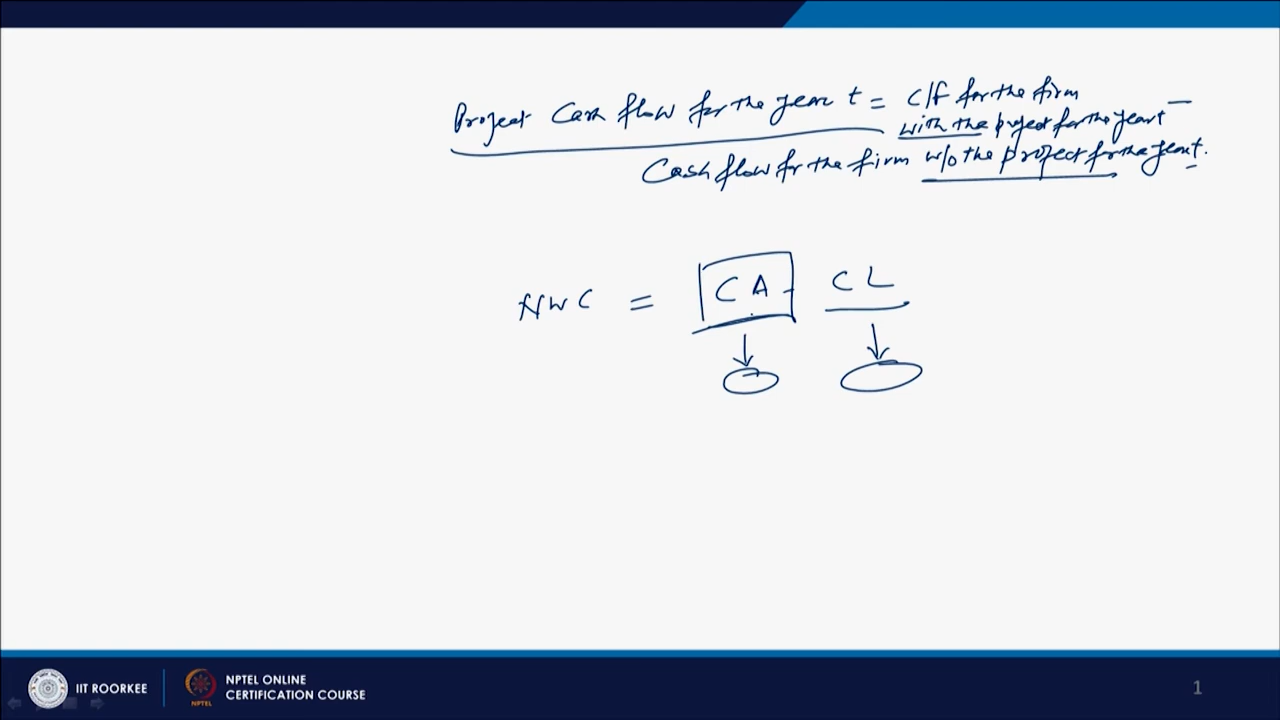 Project Cash flow for the year t = C/f for the firm
with the project for the year t —
Cash flow for the firm w/o the project for the year t.
NWC = CA - CL
IIT ROORKEE
NPTEL ONLINE
CERTIFICATION COURSE
NPTEL
1